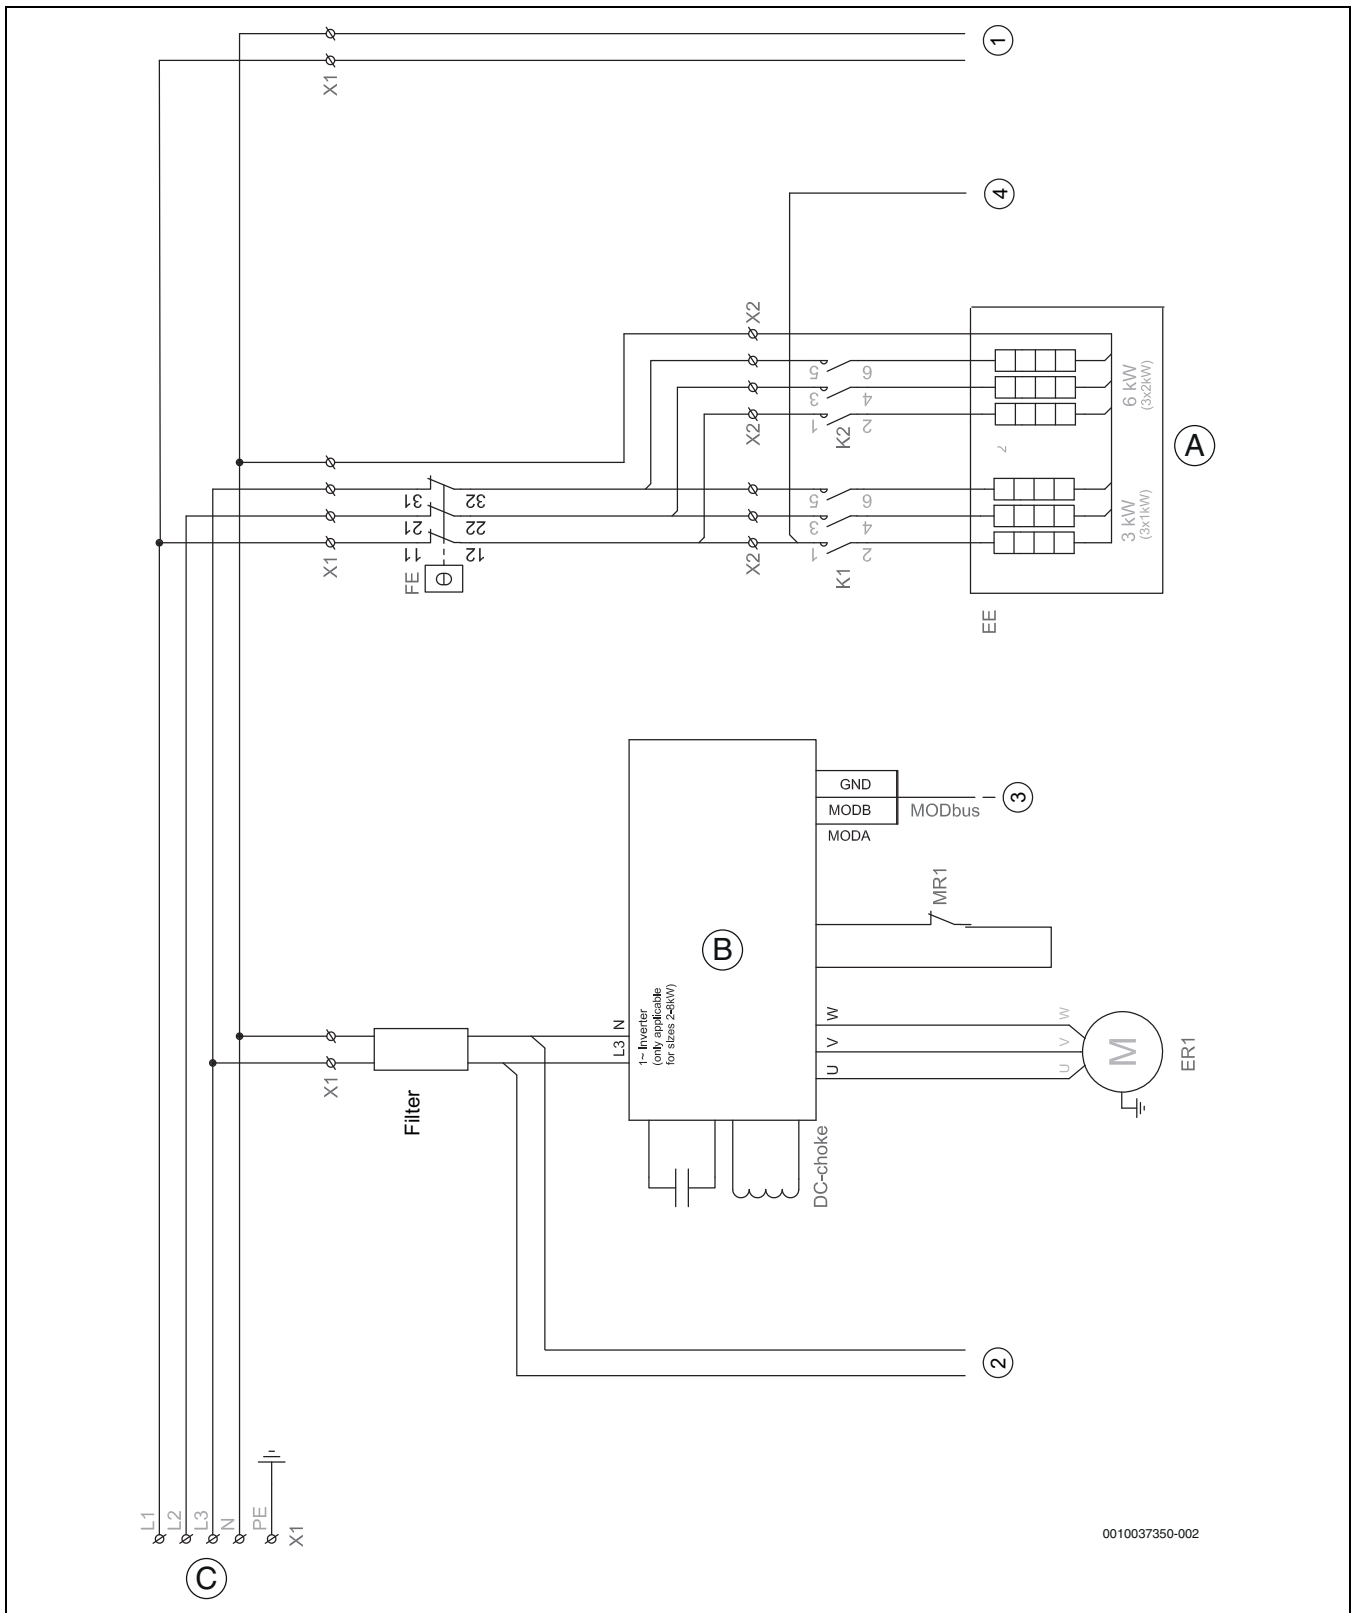 X1
1
4
X2
5
6
3
4
1
2
X2
K2
6 kW
(3x2kW)
A
31
32
21
22
11
12
X1
FE
5
6
3
4
1
2
X2
K1
3 kW
(3x1kW)
EE
GND
MODB
MODA
MODbus
3
MR1
B
1~ Inverter
(only applicable
for sizes 2-8kW)
N
L3
W
V
U
W
V
U
M
ER1
X1
Filter
DC-choke
2
L1
L2
L3
N
PE
X1
C
0010037350-002